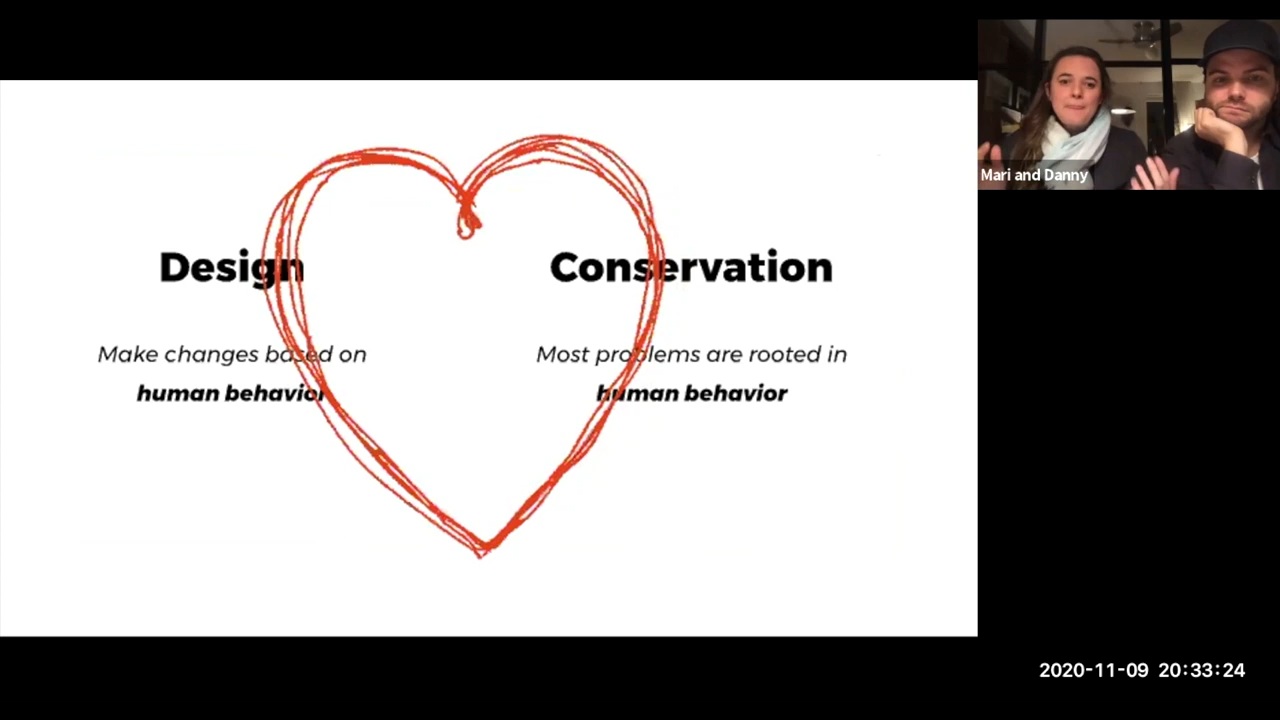 Mari and Danny
Design
Make changes based on
human behavior
Conservation
Most problems are rooted in
human behavior
2020-11-09 20:33:24